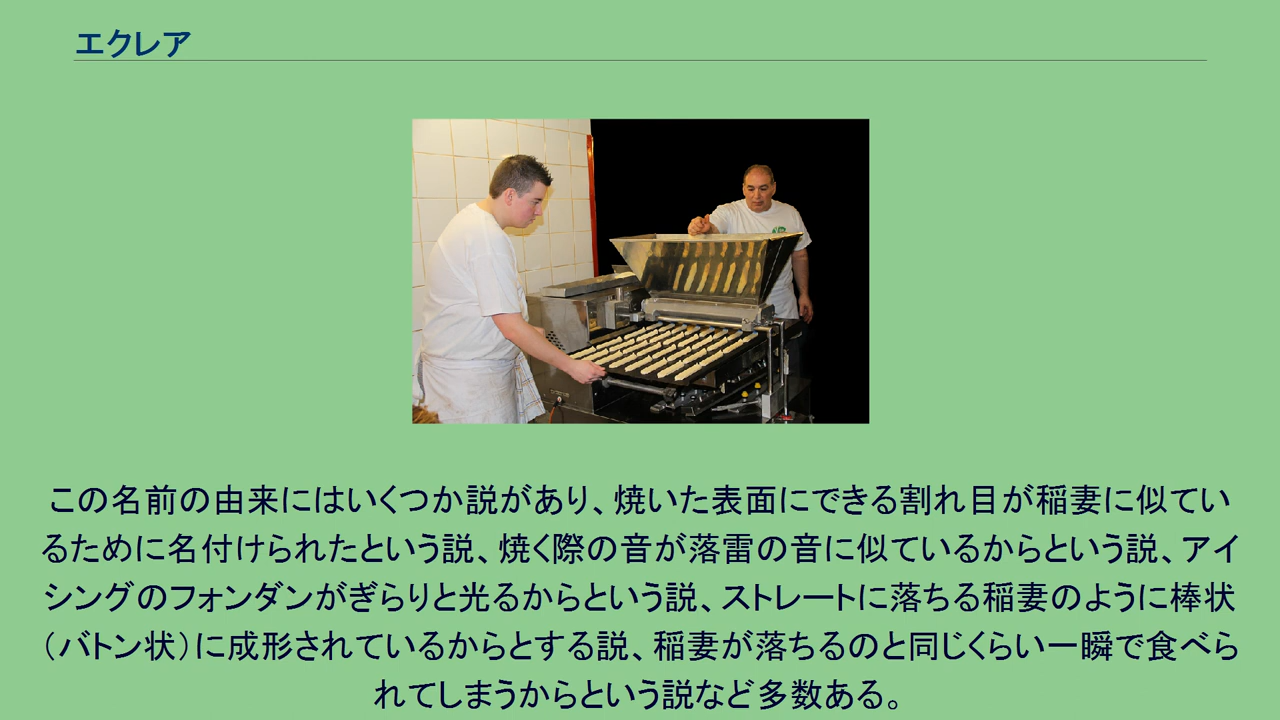 エクレア
この名前の由来にはいくつか説があり、焼いた表面にできる割れ目が稲妻に似てい
るために名付けられたという説、焼く際の音が落雷の音に似ているからという説、アイ
シングのフォンダンがぎらりと光るからという説、ストレートに落ちる稲妻のように棒状
（バトン状）に成形されているからとする説、稲妻が落ちるのと同じくらい一瞬で食べら
れてしまうからという説など多数ある。